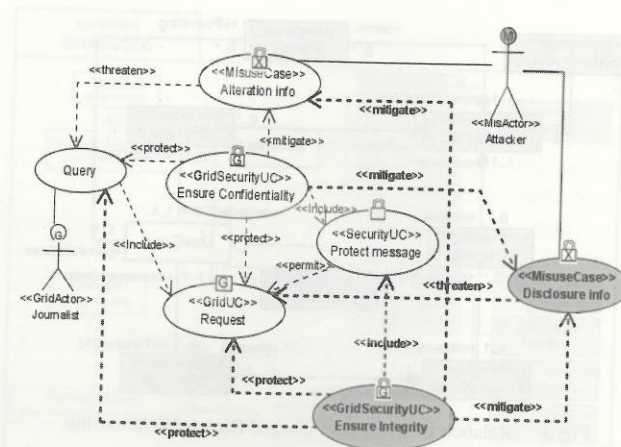 <<threaten>>
X
<<MisuseCase>>
Alteration info
M
<<MisActor>>
Attacker
<<mitigate>>
<<mitigate>>
<<protect>>
Query
G
<<GridSecurityUC>>
Ensure Confidentiality
<<mitigate>>
<<include>>
<<Include>>
<<protect>>
<<SecurityUC>>
Protect message
G
<<GridActor>>
Journalist
<<permit>>
G
<<GridUC>>
Request
X
<<MisuseCase>>
Disclosure info
<<threaten>>
<<include>>
<<protect>>
G
<<GridSecurityUC>>
Ensure Integrity
<<protect>>
<<mitigate>>